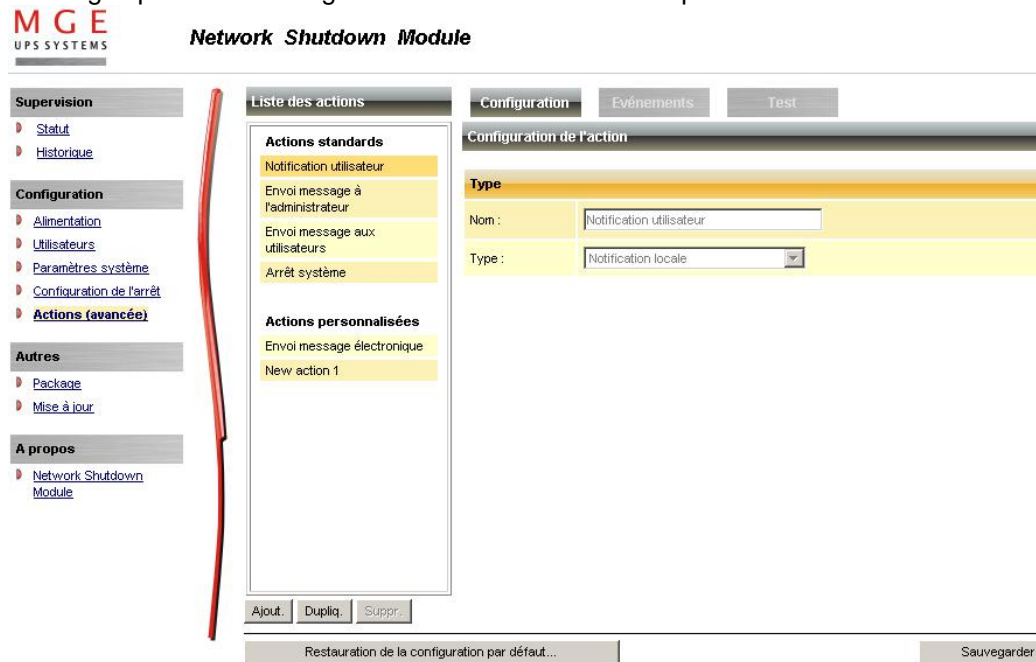 M G E
UPS SYSTEMS
Network Shutdown Module
Supervision
Statut
Historique
Configuration
Alimentation
Utilisateurs
Paramètres système
Configuration de l'arrêt
Actions (avancée)
Autres
Package
Mise à jour
A propos
Network Shutdown
Module
Liste des actions
Actions standards
Notification utilisateur
Envoi message à
l'administrateur
Envoi message aux
utilisateurs
Arrêt système
Actions personnalisées
Envoi message électronique
New action 1
Ajout.
Dupliq.
Suppr.
Configuration
Evénements
Test
Configuration de l'action
Type
Nom :
Notification utilisateur
Type :
Notification locale
Restauration de la configuration par défaut...
Sauvegarder